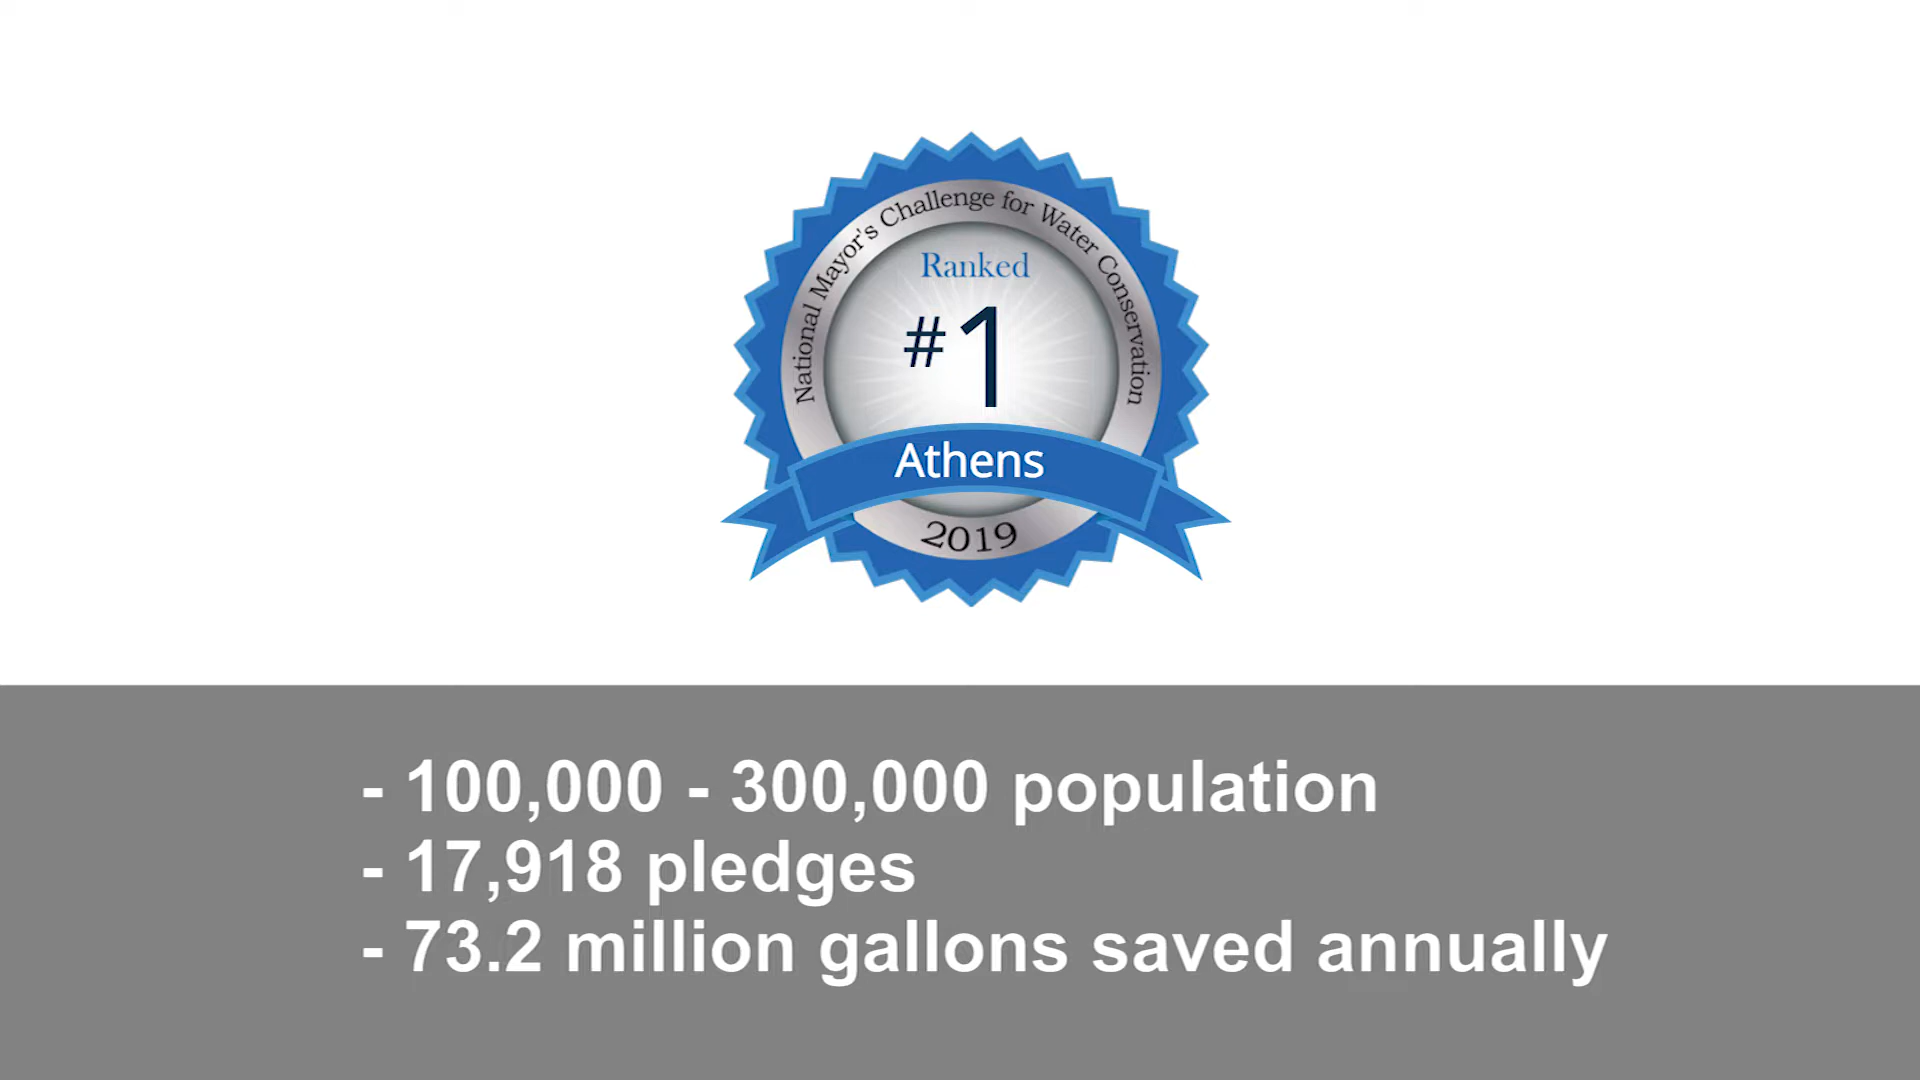 National Mayor's Challenge for Water Conservation
Ranked
#1
Athens
2019
- 100,000 - 300,000 population
- 17,918 pledges
- 73.2 million gallons saved annually